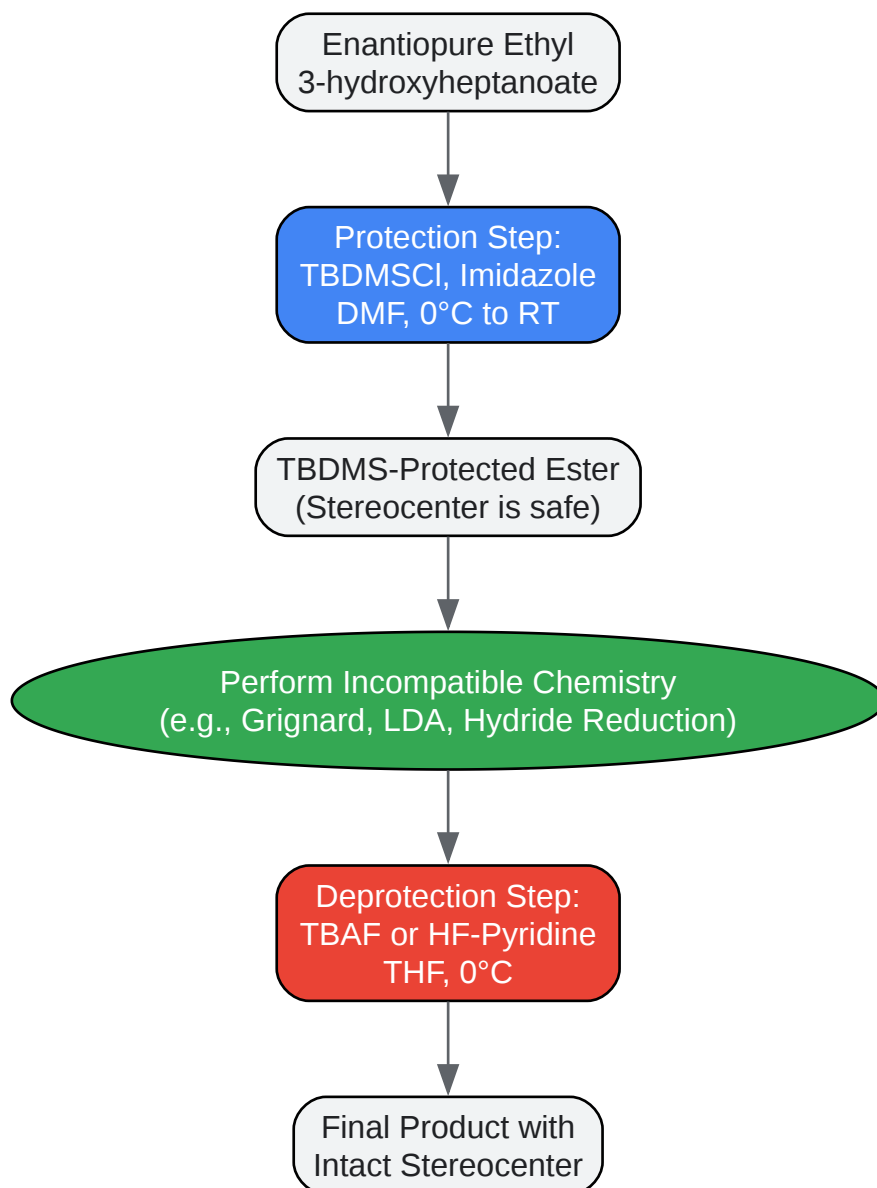 Enantiopure Ethyl
3-hydroxyheptanoate
Protection Step:
TBDMSCl, Imidazole
DMF, 0°C to RT
TBDMS-Protected Ester
(Stereocenter is safe)
Perform Incompatible Chemistry
(e.g., Grignard, LDA, Hydride Reduction)
Deprotection Step:
TBAF or HF-Pyridine
THF, 0°C
Final Product with
Intact Stereocenter